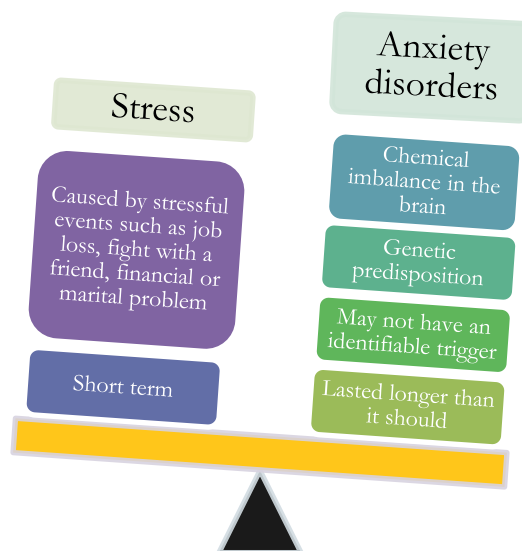 Stress
Caused by stressful
events such as job
loss, fight with a
friend, financial or
marital problem
Short term
Anxiety
disorders
Chemical
imbalance in the
brain
Genetic
predisposition
May not have an
identifiable trigger
Lasted longer than
it should